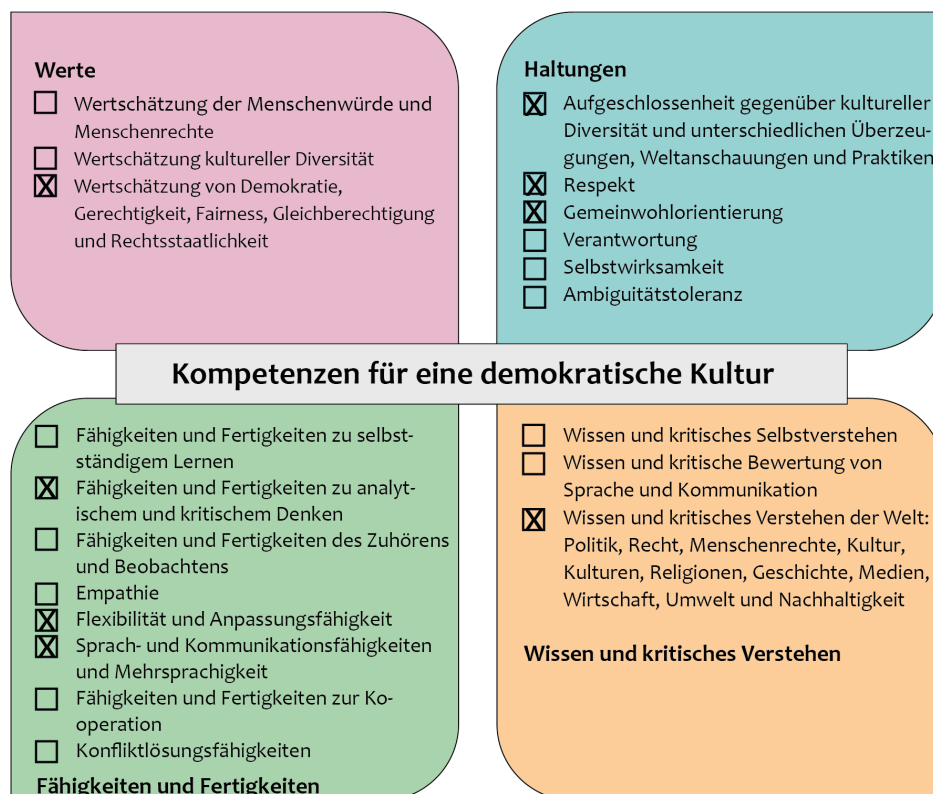 Werte
Wertschätzung der Menschenwürde und
Menschenrechte
Wertschätzung kultureller Diversität
Wertschätzung von Demokratie,
Gerechtigkeit, Fairness, Gleichberechtigung
und Rechtsstaatlichkeit
Haltungen
Aufgeschlossenheit gegenüber kultureller
Diversität und unterschiedlichen Überzeu-
gungen, Weltanschauungen und Praktiken
Respekt
Gemeinwohlorientierung
Verantwortung
Selbstwirksamkeit
Ambiguitätstoleranz
Kompetenzen für eine demokratische Kultur
Fähigkeiten und Fertigkeiten zu selbst-
ständigem Lernen
Fähigkeiten und Fertigkeiten zu analyt-
ischem und kritischem Denken
Fähigkeiten und Fertigkeiten des Zuhörens
und Beobachtens
Empathie
Flexibilität und Anpassungsfähigkeit
Sprach- und Kommunikationsfähigkeiten
und Mehrsprachigkeit
Fähigkeiten und Fertigkeiten zur Ko-
operation
Konfliktlösungsfähigkeiten
Fähigkeiten und Fertigkeiten
Wissen und kritisches Selbstverstehen
Wissen und kritische Bewertung von
Sprache und Kommunikation
Wissen und kritisches Verstehen der Welt:
Politik, Recht, Menschenrechte, Kultur,
Kulturen, Religionen, Geschichte, Medien,
Wirtschaft, Umwelt und Nachhaltigkeit
Wissen und kritisches Verstehen